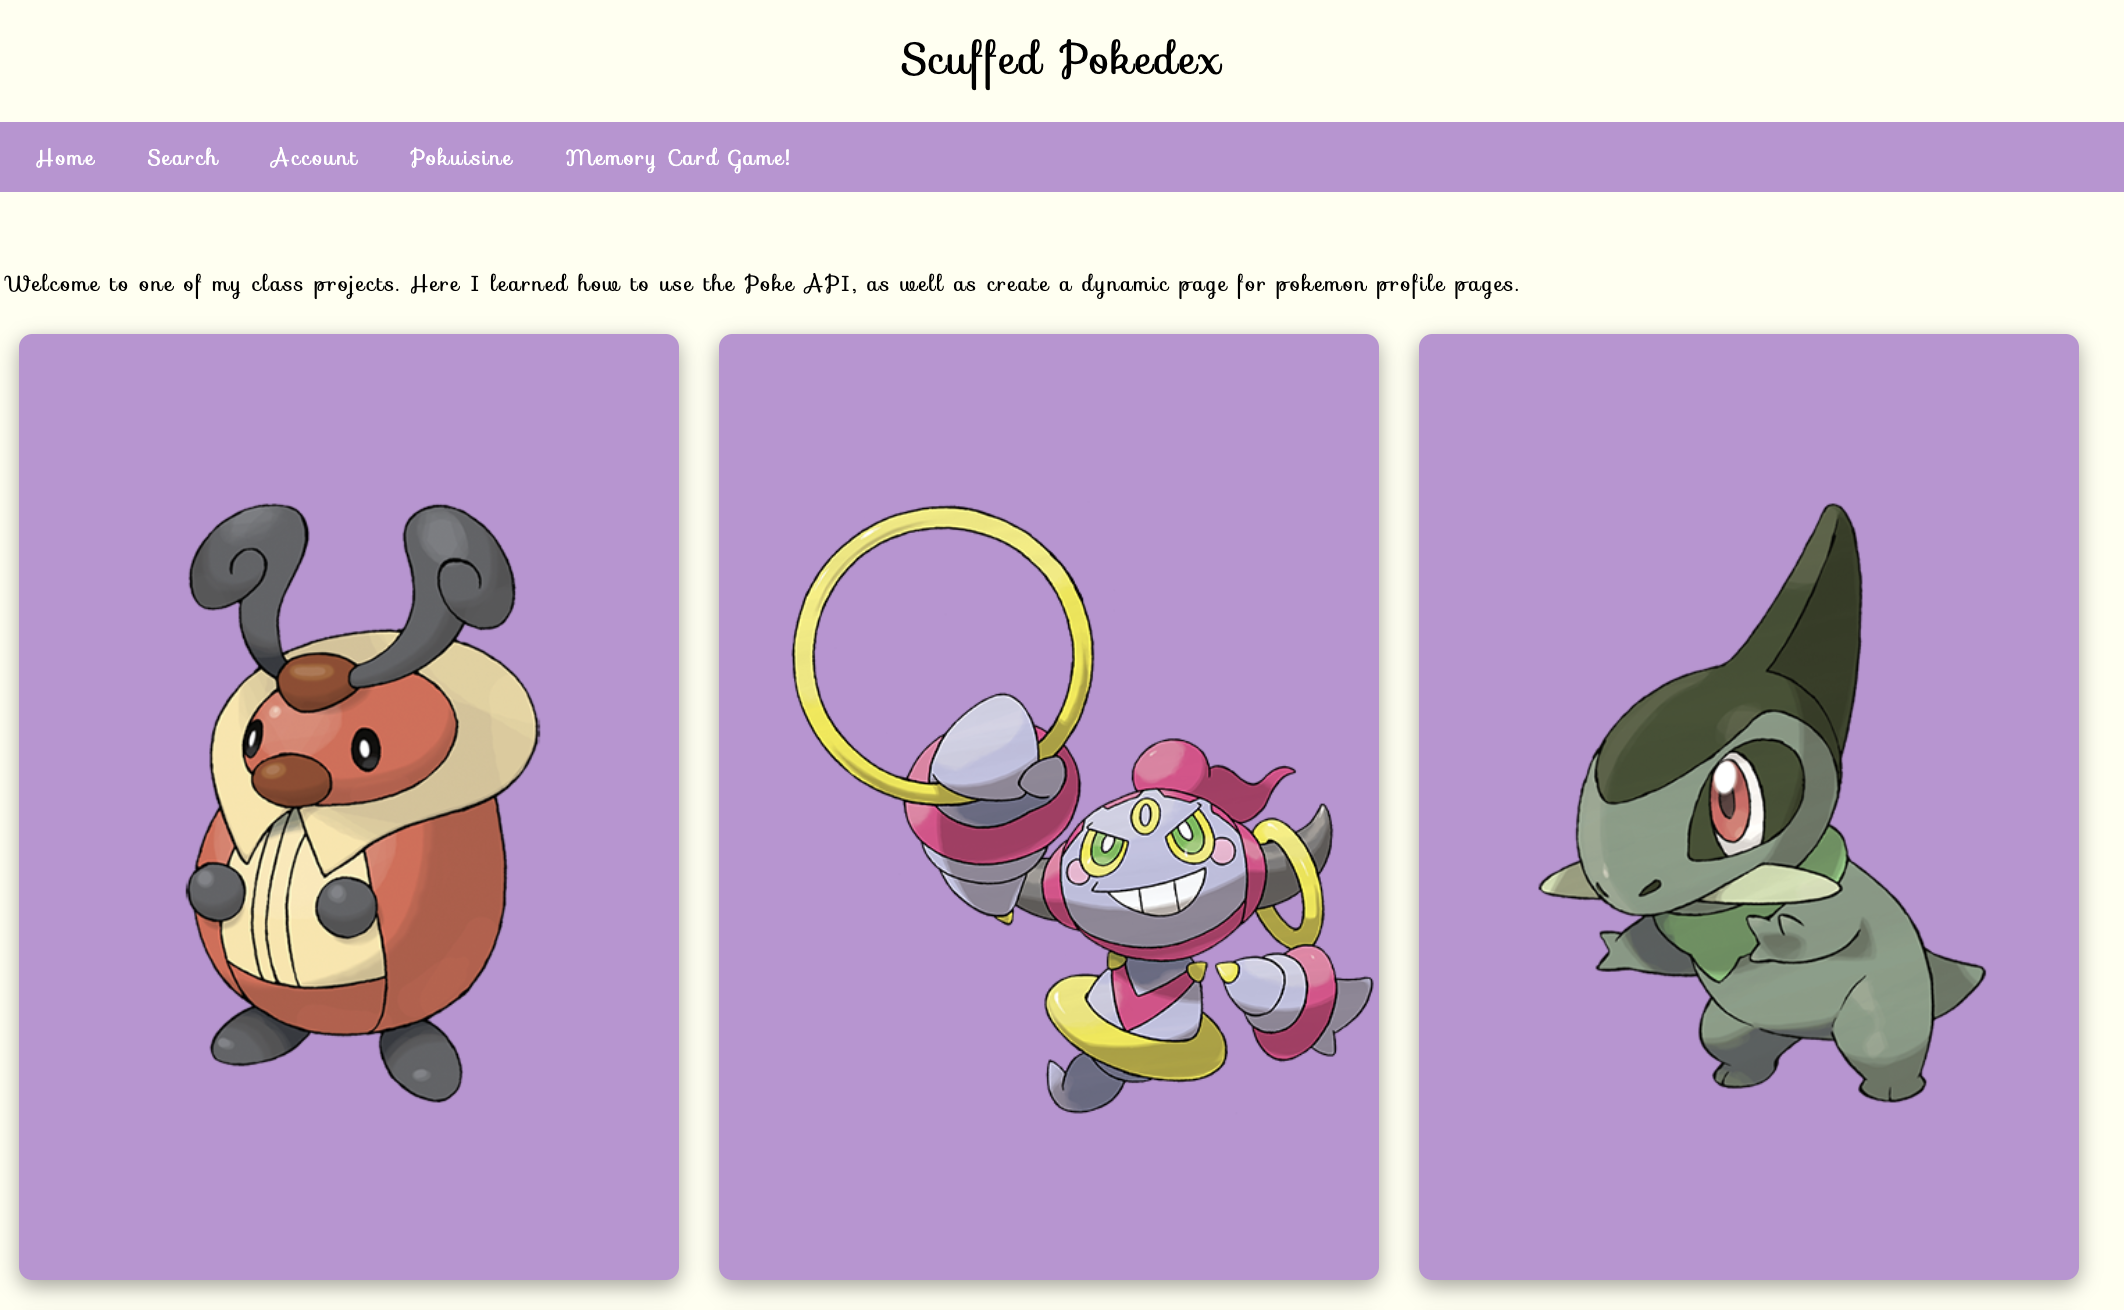 Scuffed Pokedex
Home Search Account Pokuisine Memory Card Game!
Welcome to one of my class projects. Here I learned how to use the Poke API, as well as create a dynamic page for pokemon profile pages.